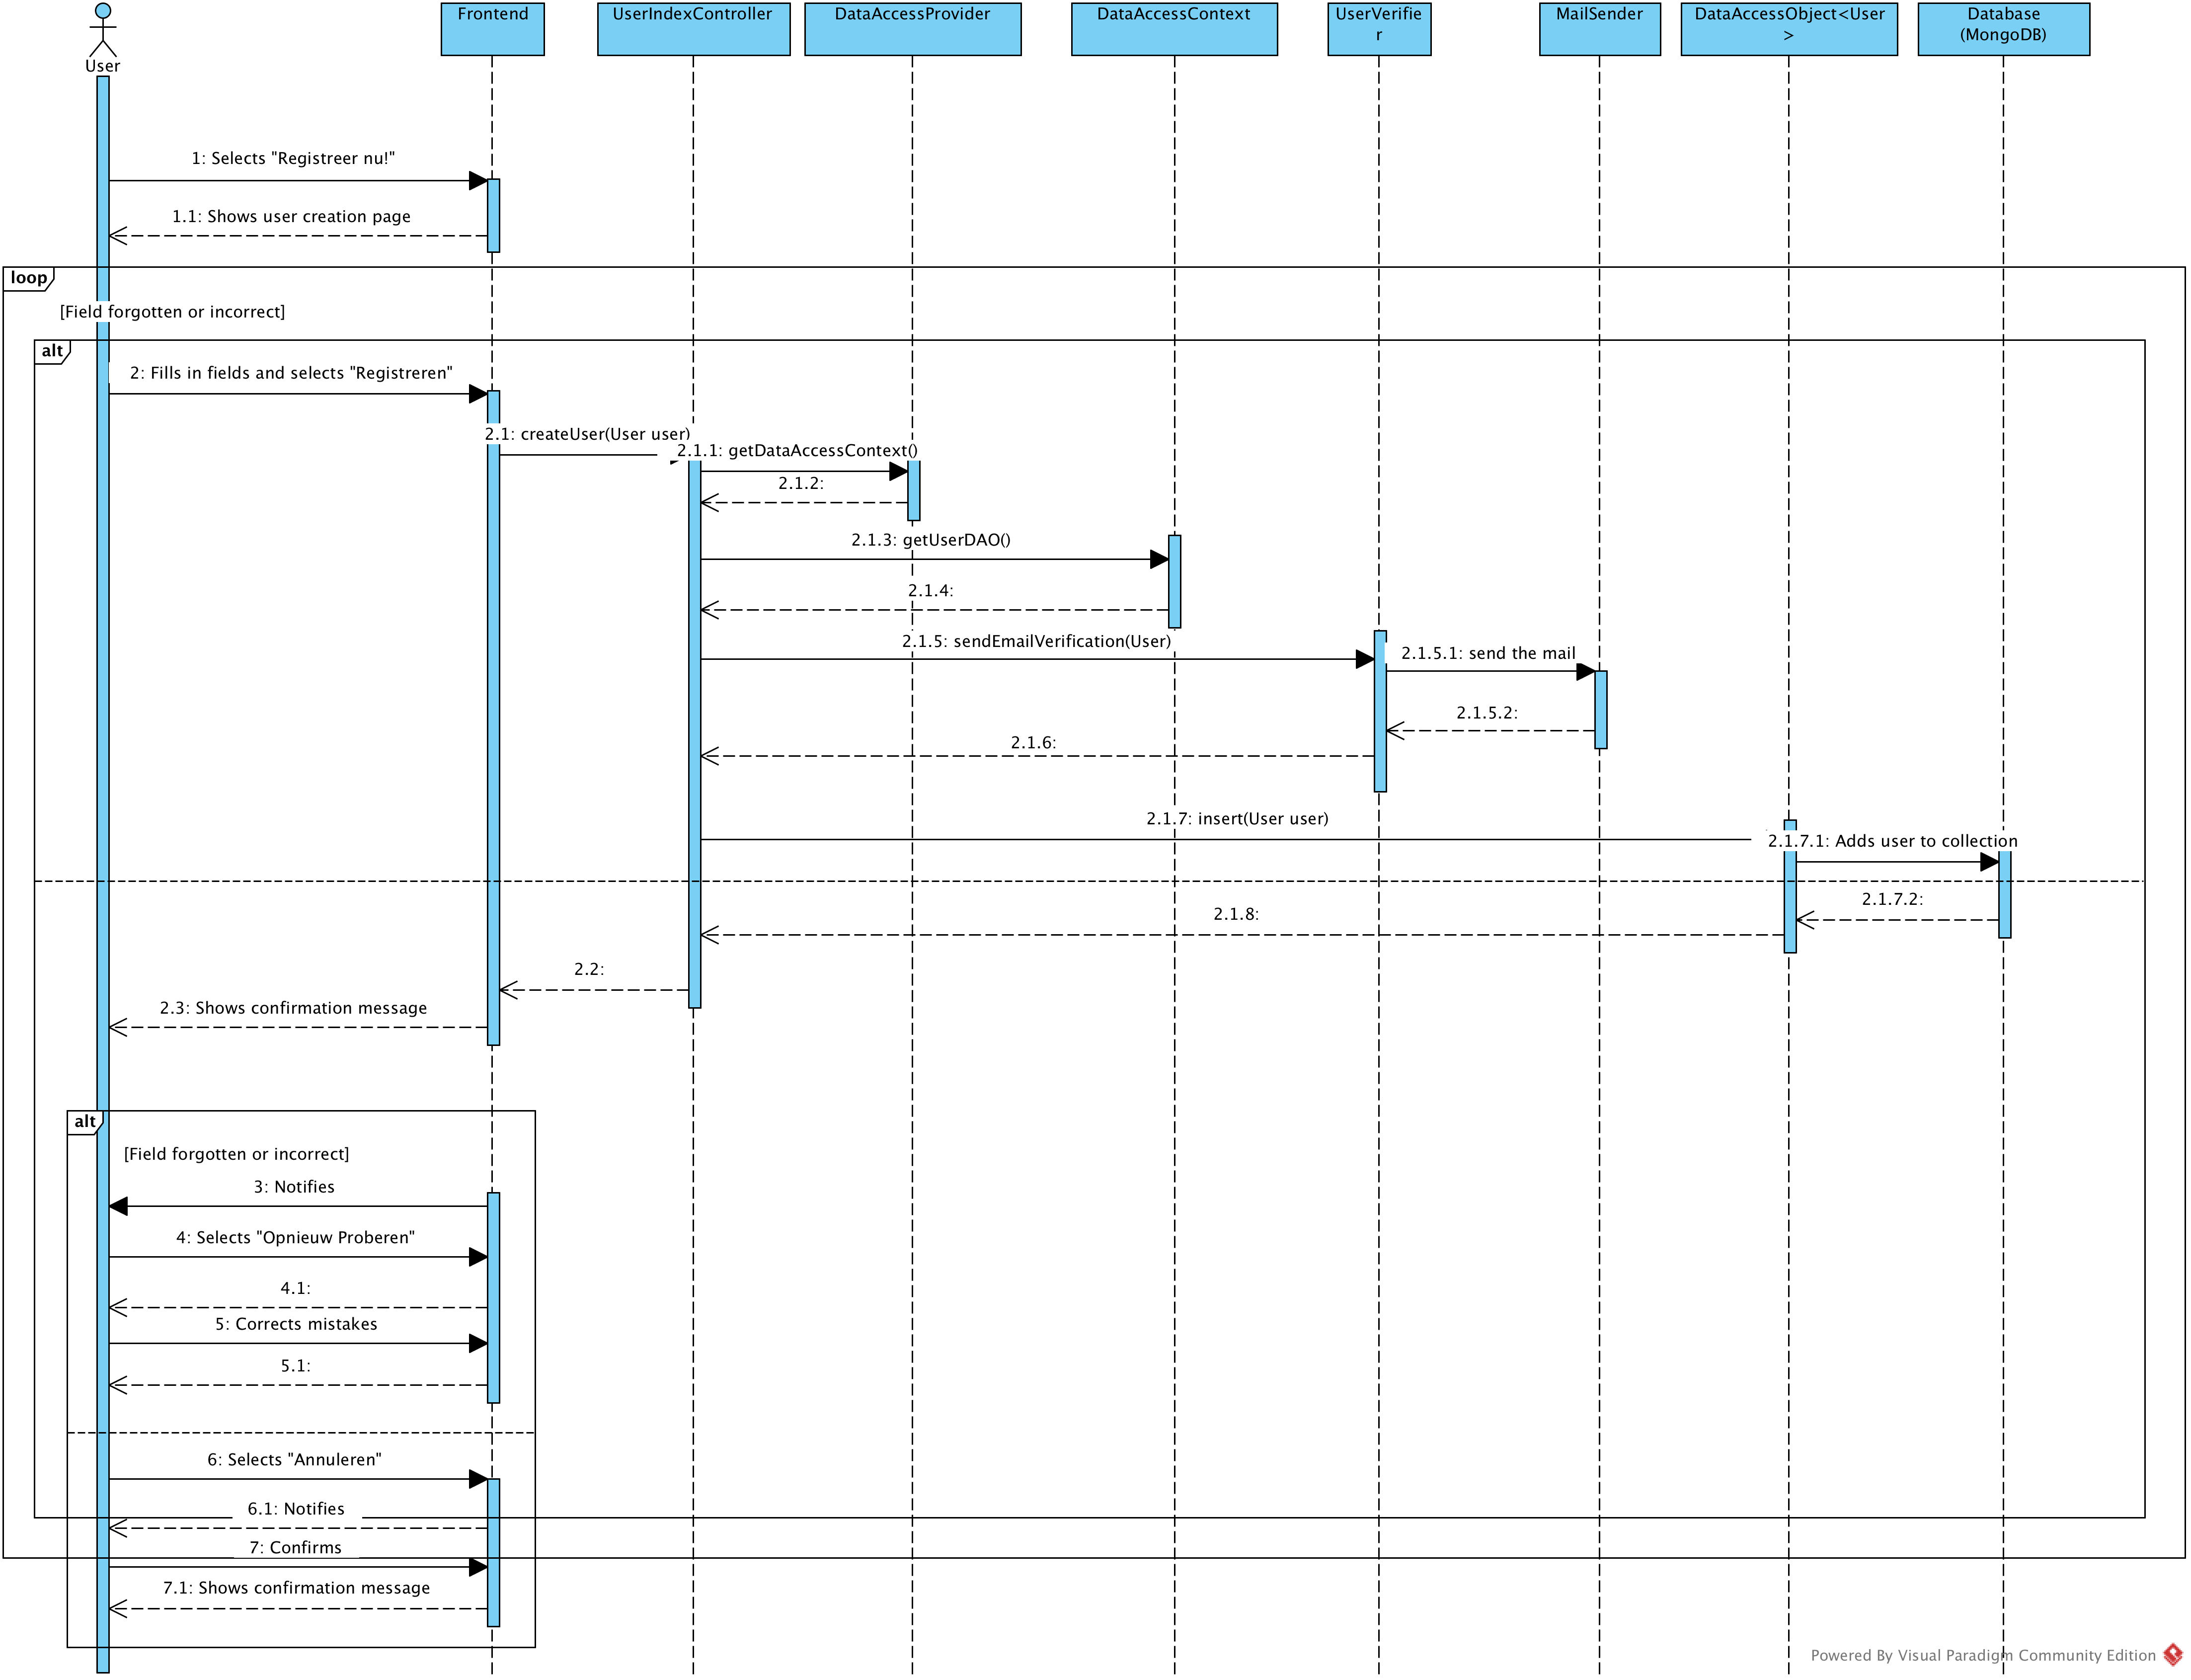 User
Frontend
UserIndexController
DataAccessProvider
DataAccessContext
UserVerifie
r
MailSender
DataAccessObject<User
>
Database
(MongoDB)
1: Selects "Registreer nu!"
1.1: Shows user creation page
loop
[Field forgotten or incorrect]
alt
2: Fills in fields and selects "Registreren"
2.1: createUser(User user)
2.1.1: getDataAccessContext()
2.1.2:
2.1.3: getUserDAO()
2.1.4:
2.1.5: sendEmailVerification(User)
2.1.5.1: send the mail
2.1.5.2:
2.1.6:
2.1.7: insert(User user)
2.1.7.1: Adds user to collection
2.1.7.2:
2.1.8:
2.2:
2.3: Shows confirmation message
alt
[Field forgotten or incorrect]
3: Notifies
4: Selects "Opnieuw Proberen"
4.1:
5: Corrects mistakes
5.1:
6: Selects "Annuleren"
6.1: Notifies
7: Confirms
7.1: Shows confirmation message
Powered By Visual Paradigm Community Edition